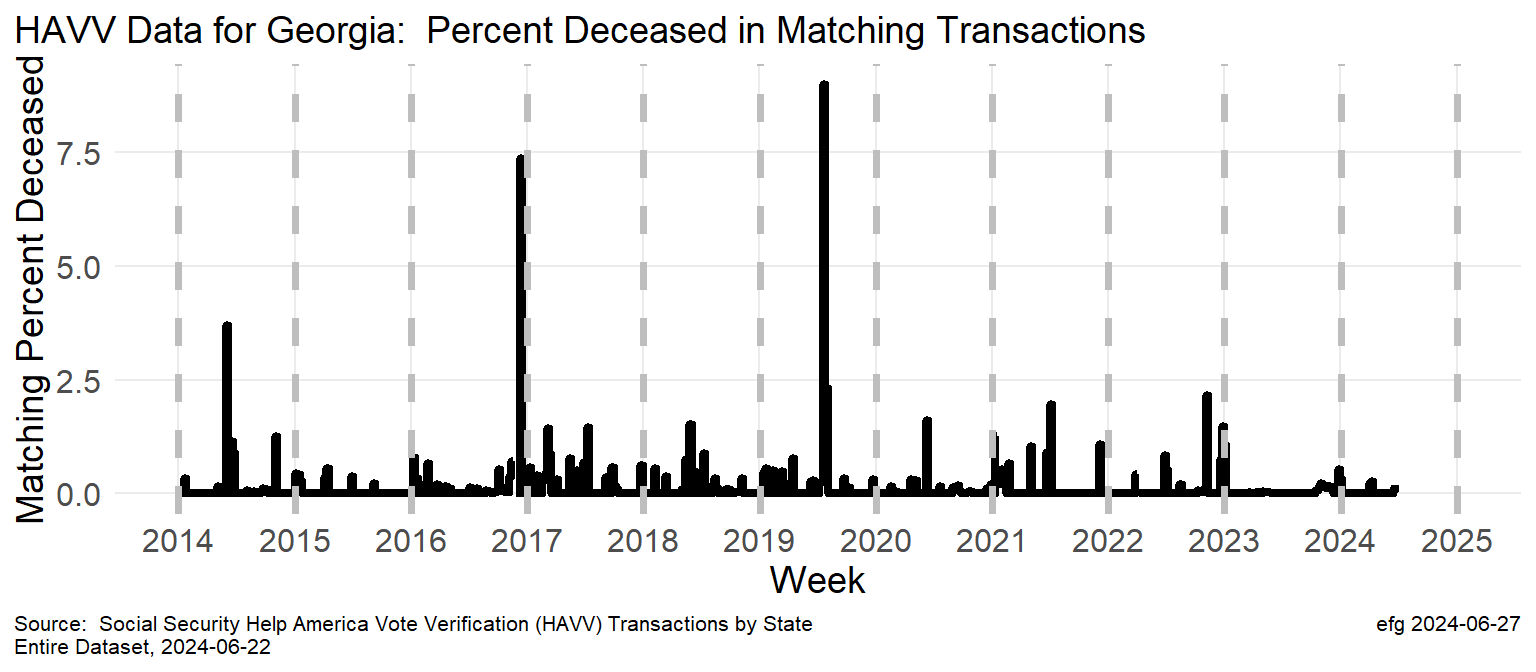 HAVV Data for Georgia:  Percent Deceased in Matching Transactions
Matching Percent Deceased
7.5
5.0
2.5
0.0
2014 2015 2016 2017 2018 2019 2020 2021 2022 2023 2024 2025
Week
Source:  Social Security Help America Vote Verification (HAVV) Transactions by State
Entire Dataset, 2024-06-22
efg 2024-06-27